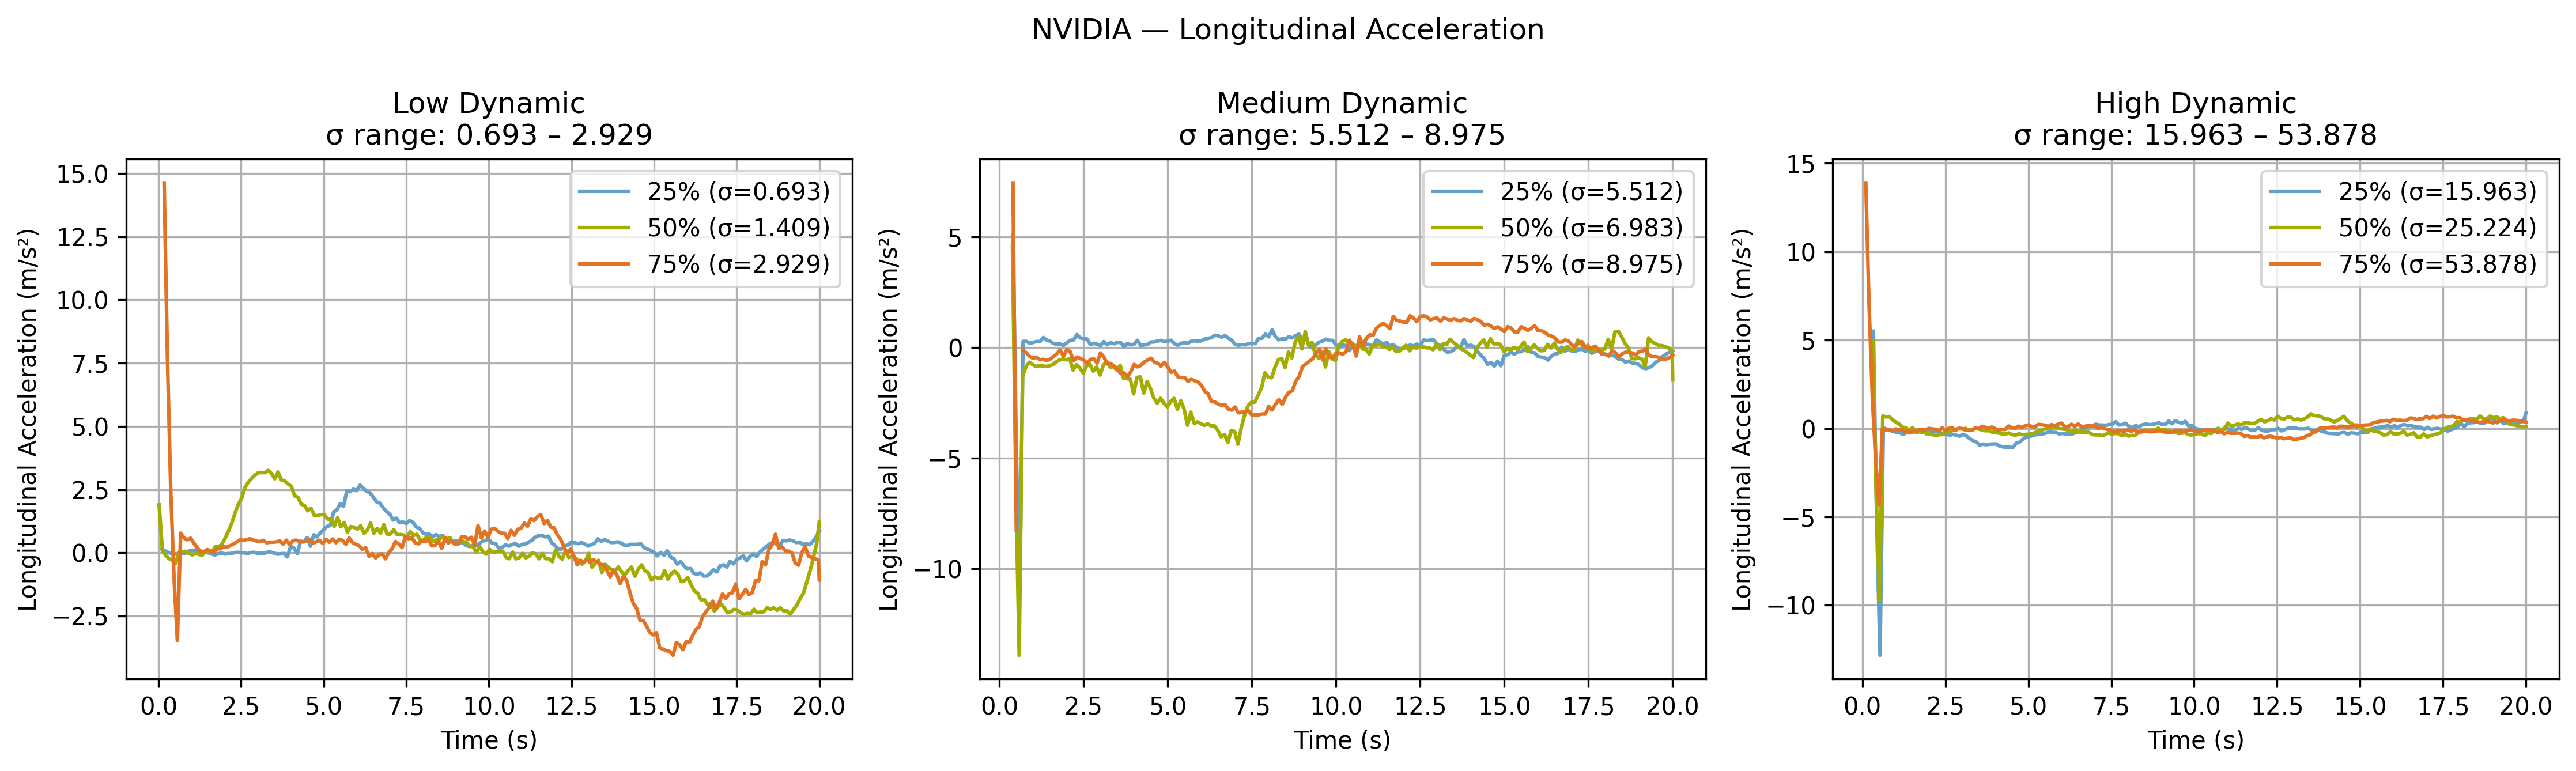 NVIDIA — Longitudinal Acceleration
Low Dynamic
σ range: 0.693 – 2.929
Longitudinal Acceleration (m/s²)
15.0
12.5
10.0
7.5
5.0
2.5
0.0
−2.5
25% (σ=0.693)
50% (σ=1.409)
75% (σ=2.929)
0.0 2.5 5.0 7.5 10.0 12.5 15.0 17.5 20.0
Time (s)
Medium Dynamic
σ range: 5.512 – 8.975
Longitudinal Acceleration (m/s²)
5
0
−5
−10
25% (σ=5.512)
50% (σ=6.983)
75% (σ=8.975)
0.0 2.5 5.0 7.5 10.0 12.5 15.0 17.5 20.0
Time (s)
High Dynamic
σ range: 15.963 – 53.878
Longitudinal Acceleration (m/s²)
15
10
5
0
−5
−10
25% (σ=15.963)
50% (σ=25.224)
75% (σ=53.878)
0.0 2.5 5.0 7.5 10.0 12.5 15.0 17.5 20.0
Time (s)